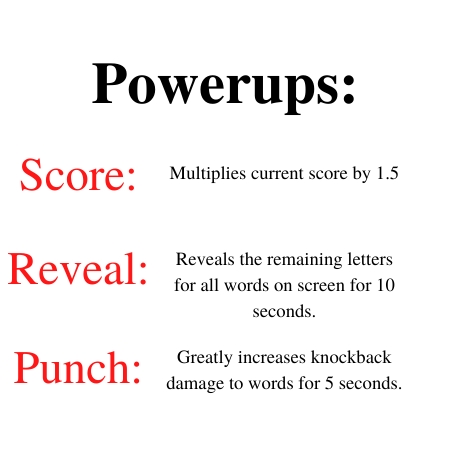 Powerups:
Score:
Multiplies current score by 1.5
Reveal:
Reveals the remaining letters
for all words on screen for 10
seconds.
Punch:
Greatly increases knockback
damage to words for 5 seconds.